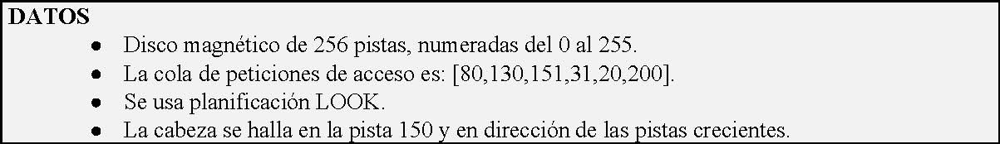 DATOS
● Disco magnético de 256 pistas, numeradas del 0 al 255.
● La cola de peticiones de acceso es: [80,130,151,31,20,200].
● Se usa planificación LOOK.
● La cabeza se halla en la pista 150 y en dirección de las pistas crecientes.